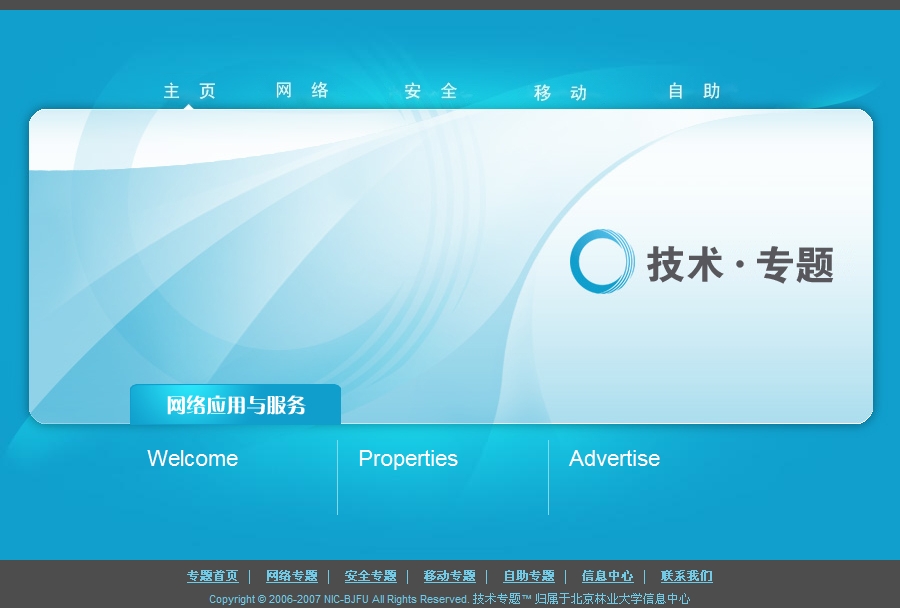 主 页 网 络 安 全 移 动 自 助
技术·专题
网络应用与服务
Welcome Properties Advertise
专题首页 | 网络专题 | 安全专题 | 移动专题 | 自助专题 | 信息中心 | 联系我们
Copyright © 2006-2007 NIC-BJFU All Rights Reserved. 技术专题™ 归属于北京林业大学信息中心